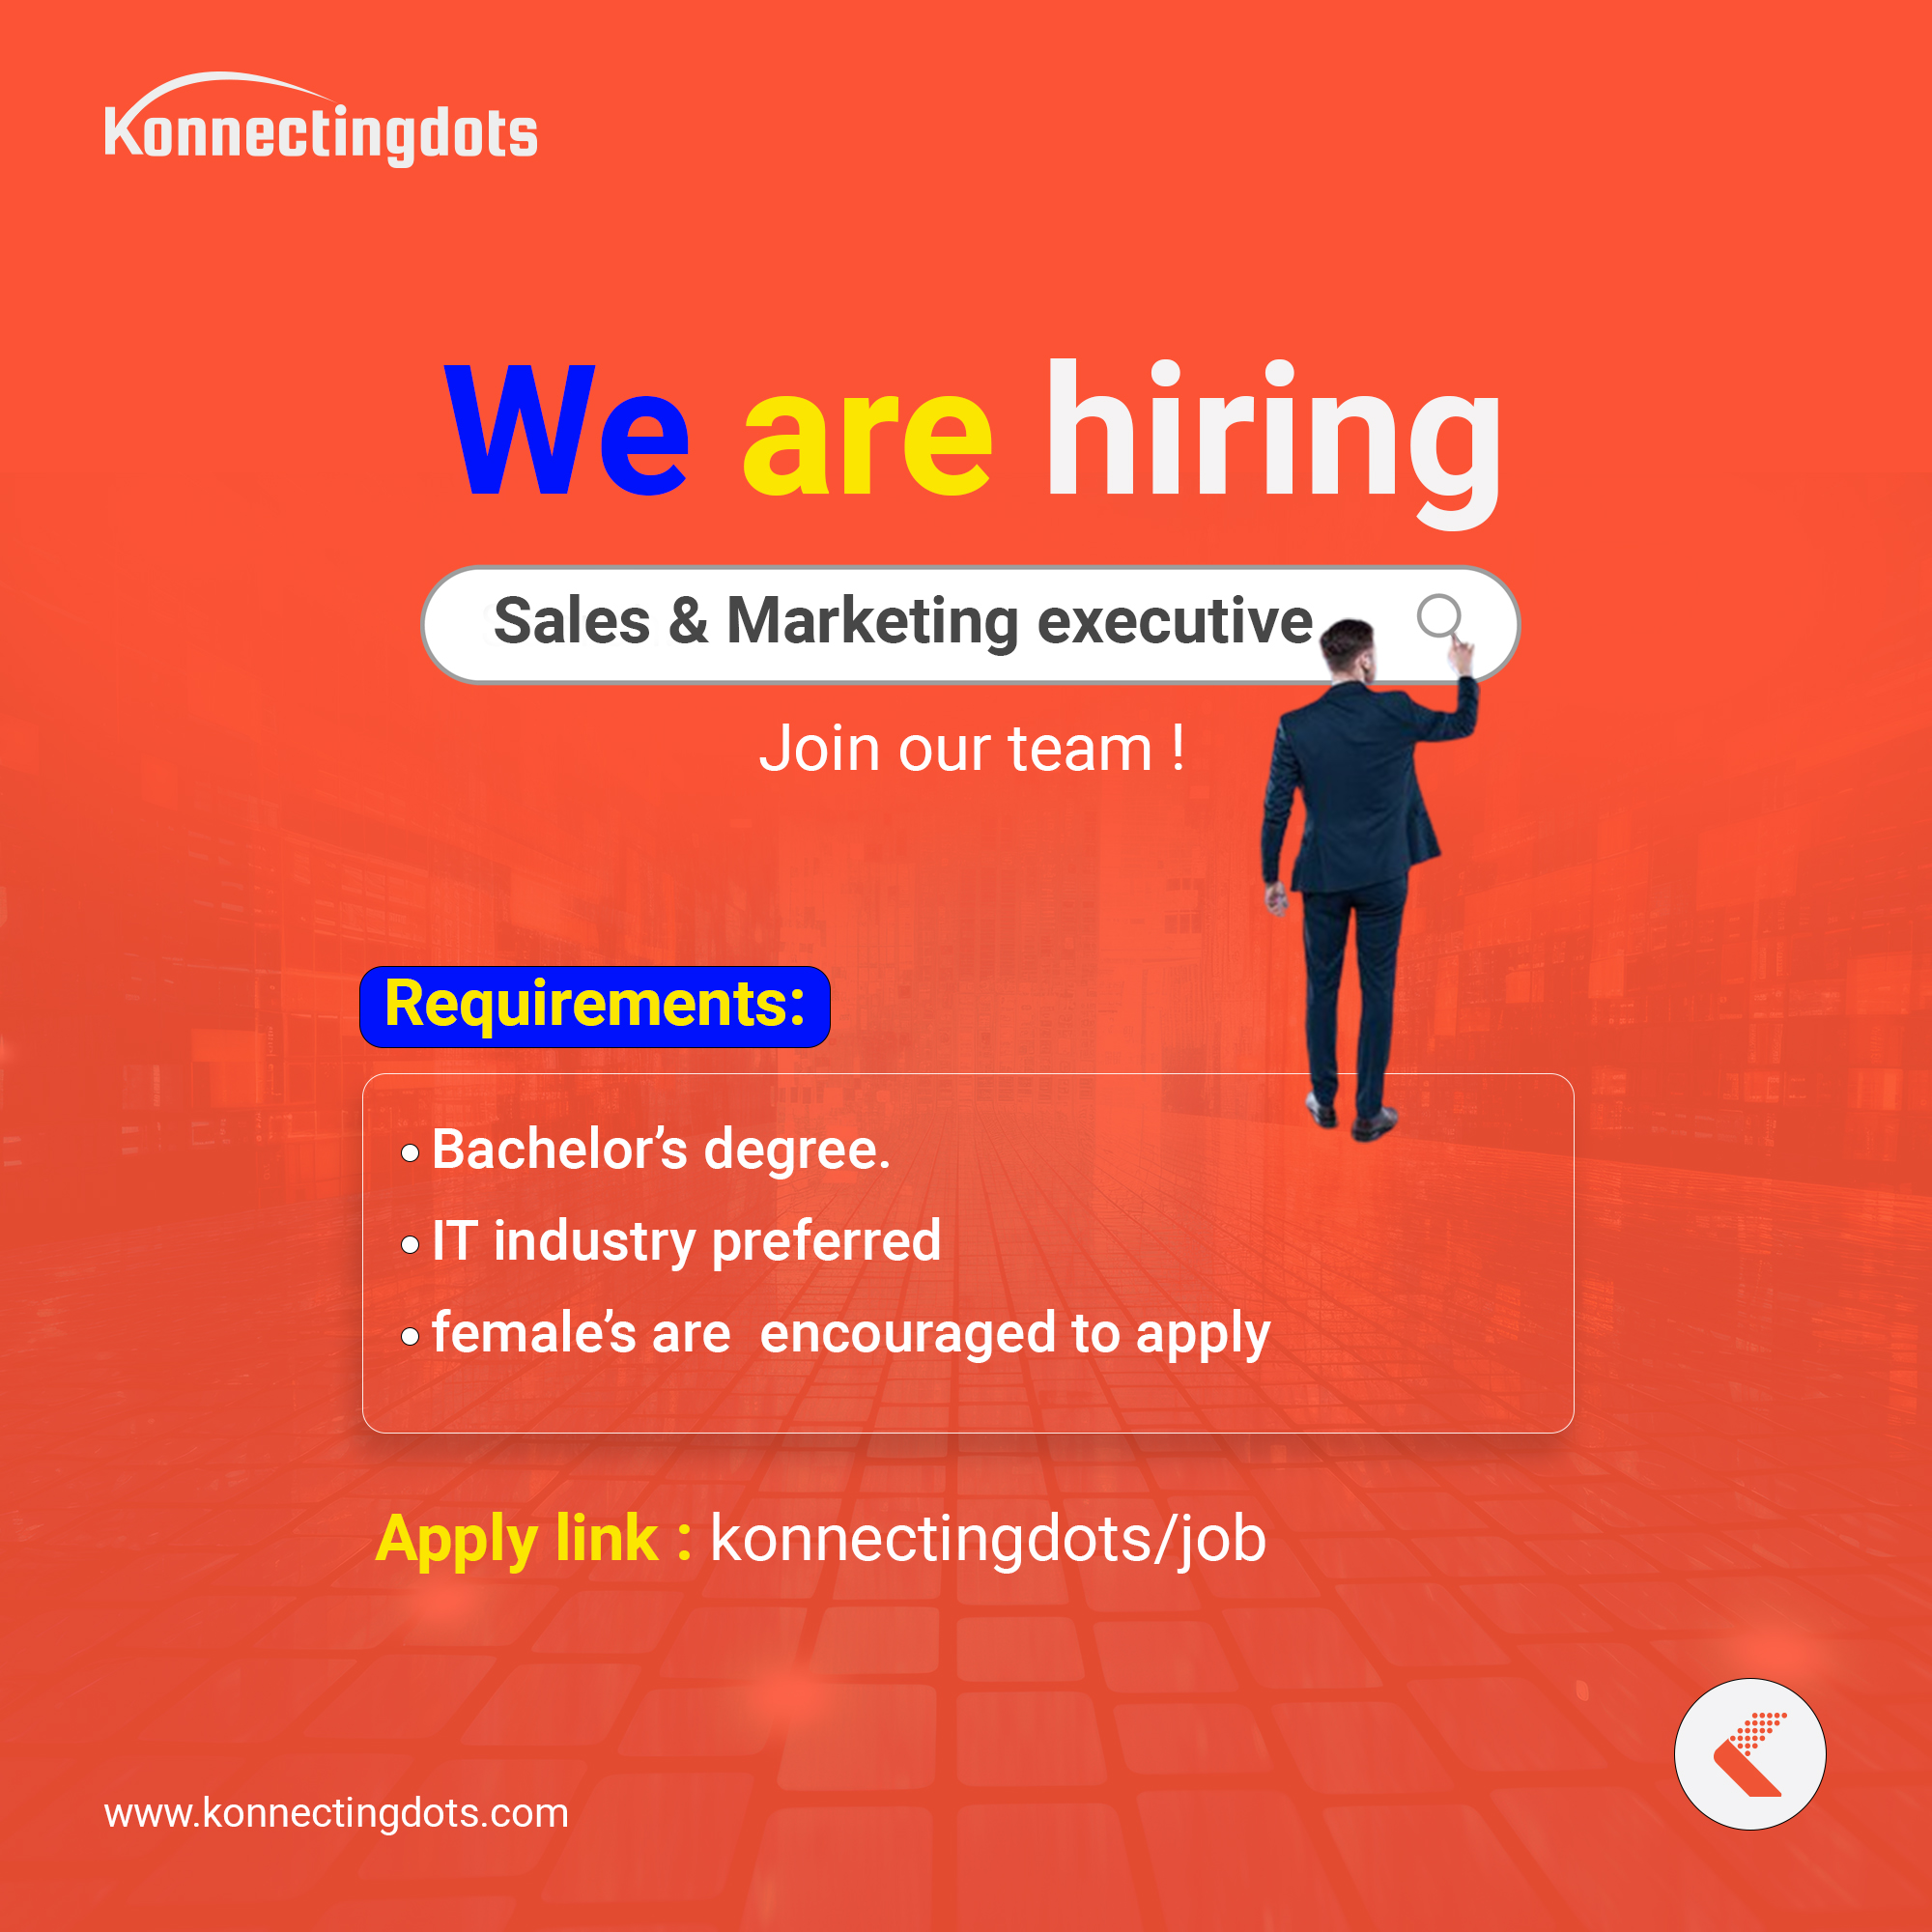 Konnectingdots
We are hiring
Sales & Marketing executive
Join our team !
Requirements:
Bachelor’s degree.
IT industry preferred
female’s are  encouraged to apply
Apply link : konnectingdots/job
www.konnectingdots.com